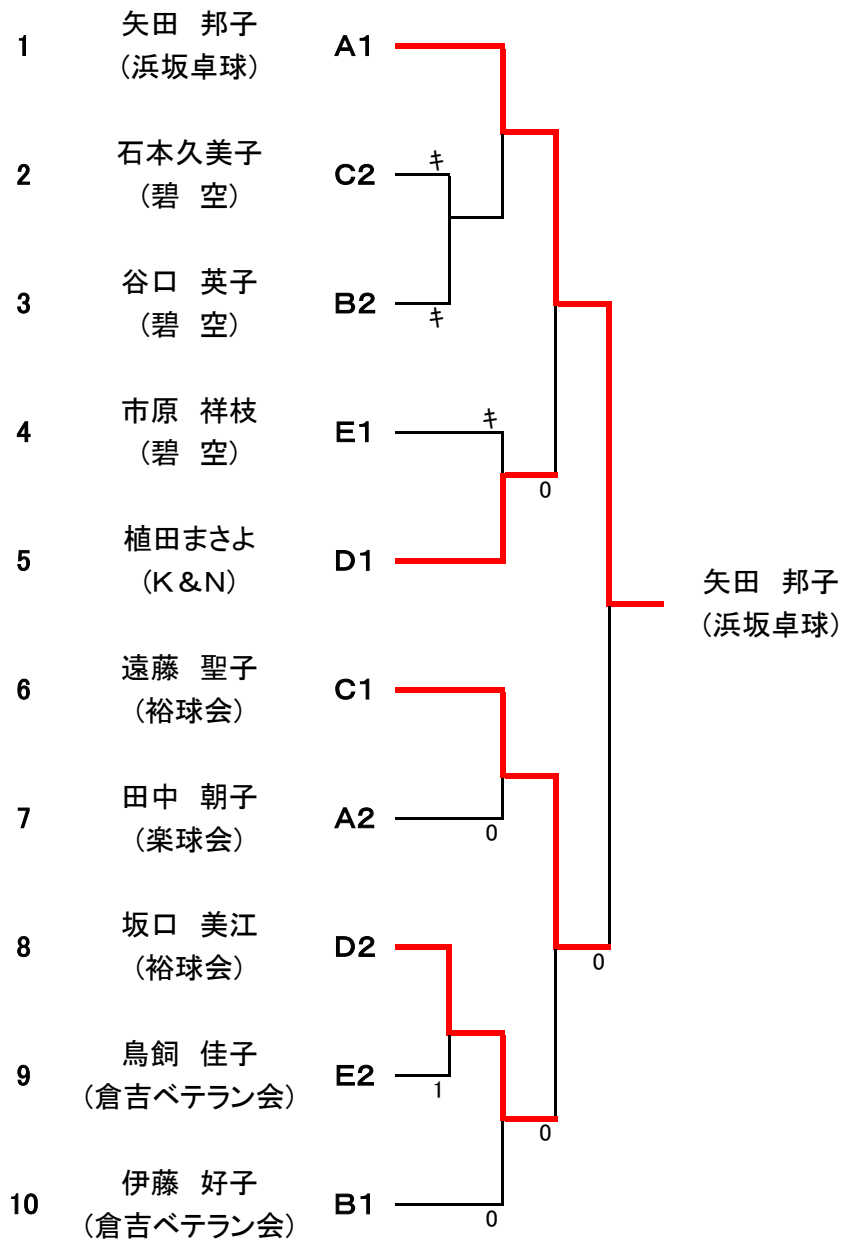 1 矢田　邦子 A1
(浜坂卓球)
キ
2 石本久美子 C2
(碧　空)
3 谷口　英子 B2
(碧　空)
キ
キ
4 市原　祥枝 E1
(碧　空)
0
5 植田まさよ D1
(K＆N)
矢田　邦子
(浜坂卓球)
6 遠藤　聖子 C1
(裕球会)
7 田中　朝子 A2
(楽球会)
0
8 坂口　美江 D2
(裕球会)
0
9 鳥飼　佳子 E2
(倉吉ベテラン会)
1
0
10 伊藤　好子 B1
(倉吉ベテラン会)
0